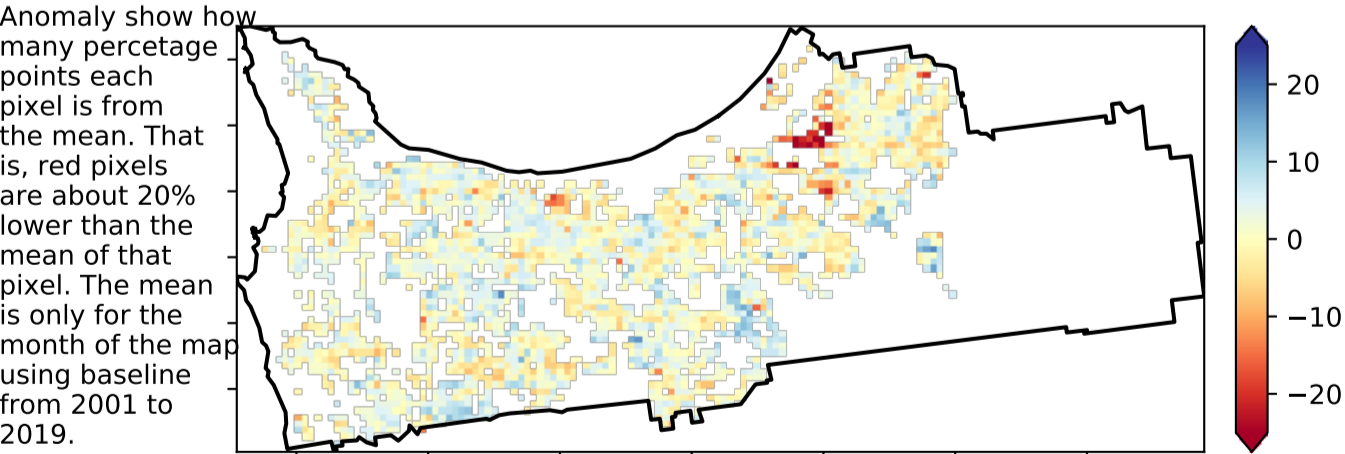 Anomaly show how
many percetage
points each
pixel is from
the mean. That
is, red pixels
are about 20%
lower than the
mean of that
pixel. The mean
is only for the
month of the map
using baseline
from 2001 to
2019.
20
10
0
−10
−20